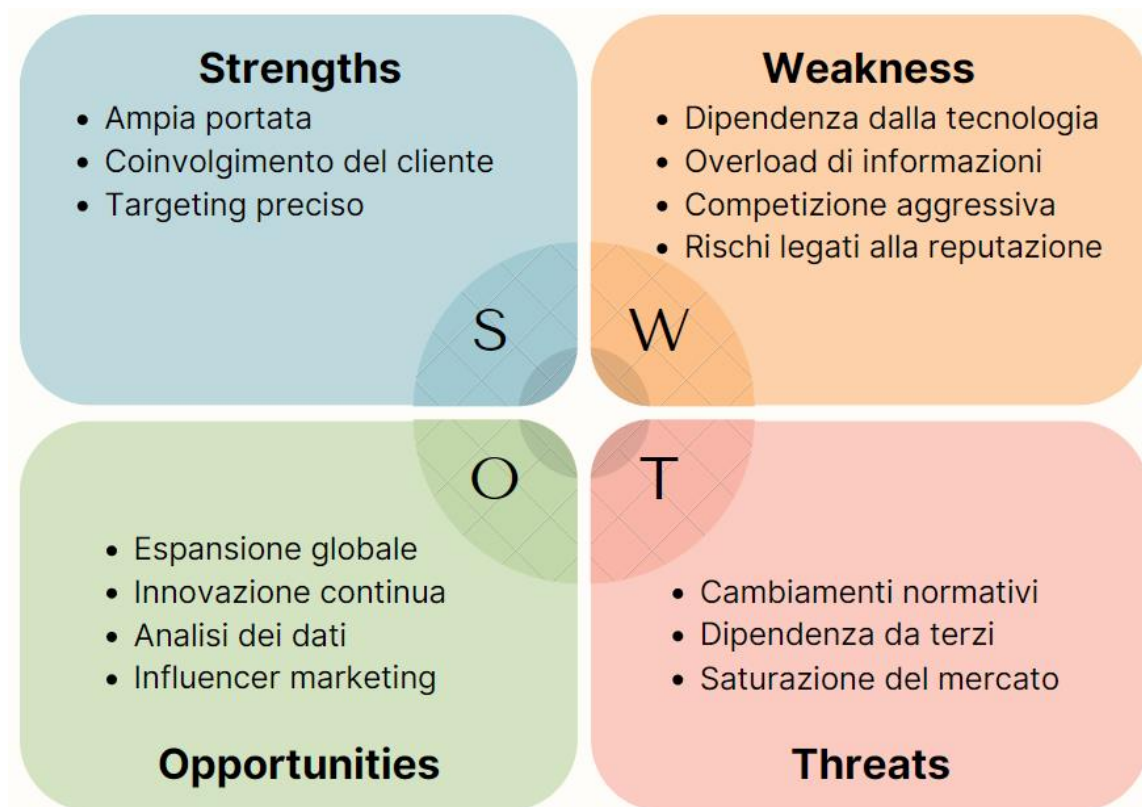 Strengths
• Ampia portata
• Coinvolgimento del cliente
• Targeting preciso
S
Weakness
• Dipendenza dalla tecnologia
• Overload di informazioni
• Competizione aggressiva
• Rischi legati alla reputazione
W
O
• Espansione globale
• Innovazione continua
• Analisi dei dati
• Influencer marketing
Opportunities
T
• Cambiamenti normativi
• Dipendenza da terzi
• Saturazione del mercato
Threats